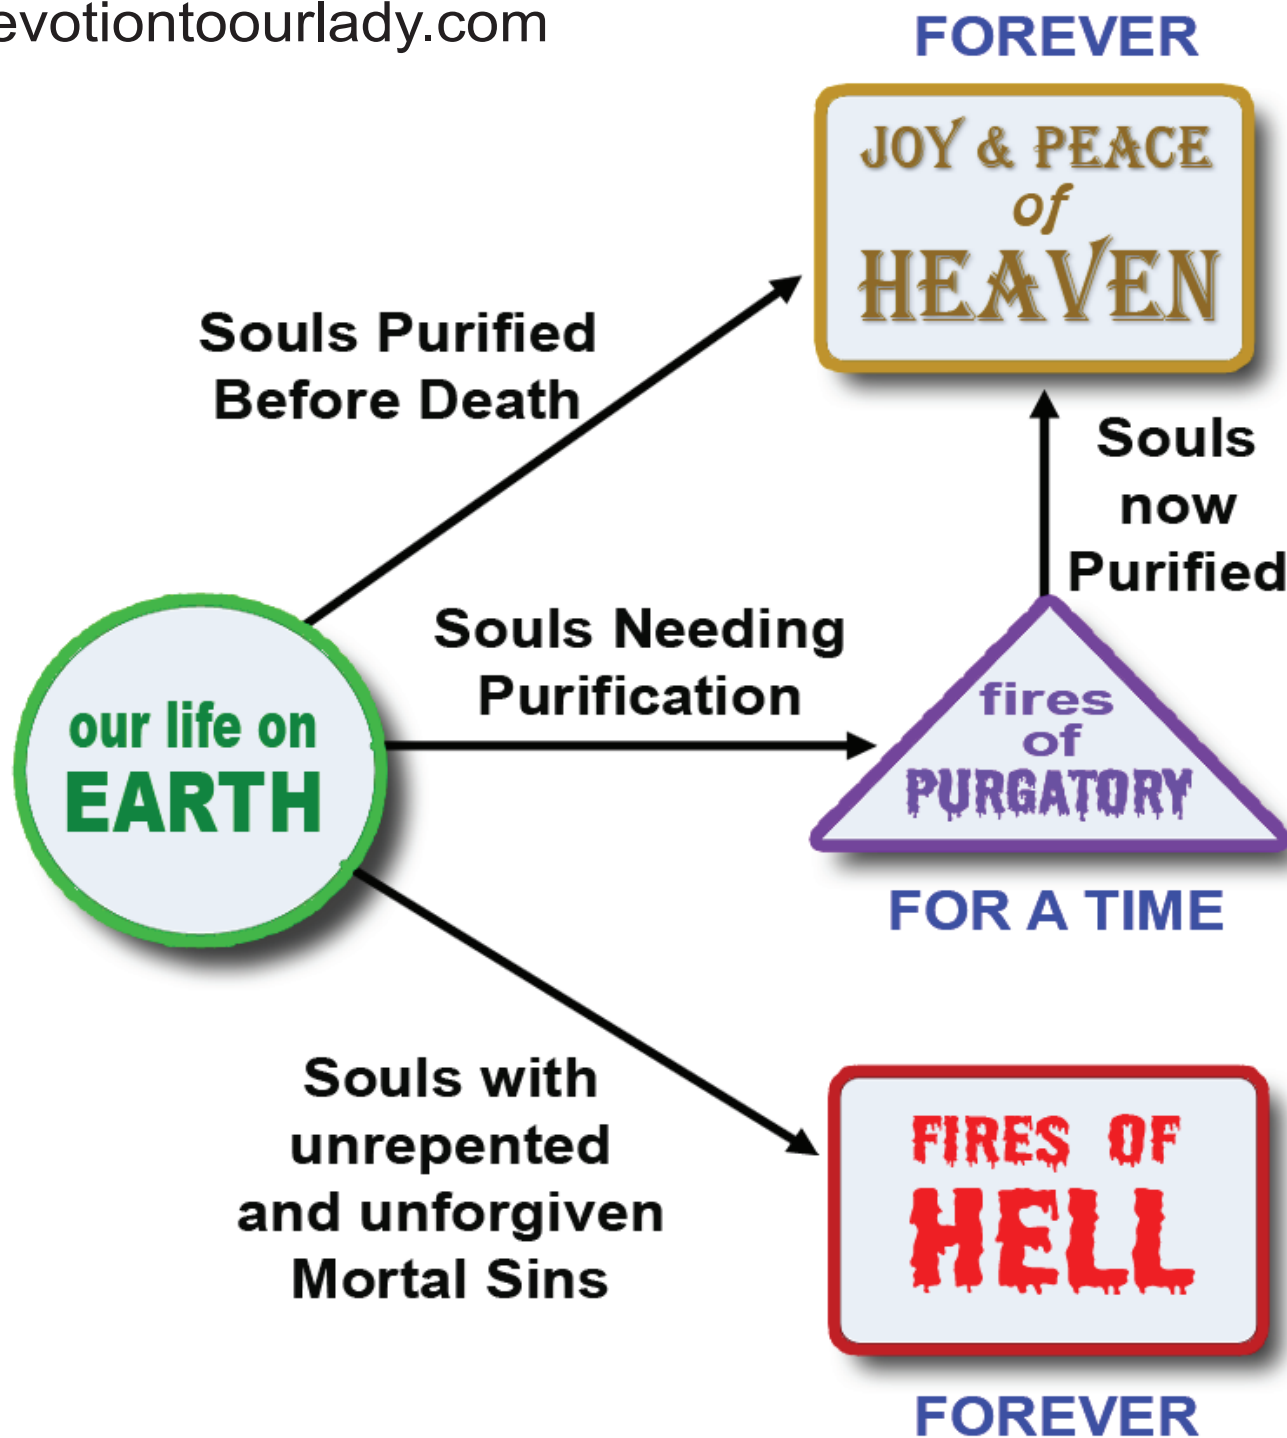 evotiontoourlady.com
FOREVER
JOY & PEACE
of
HEAVEN
Souls Purified
Before Death
Souls
now
Purified
Souls Needing
Purification
our life on
EARTH
fires
of
PURGATORY
FOR A TIME
Souls with
unrepented
and unforgiven
Mortal Sins
FIRES OF
HELL
FOREVER